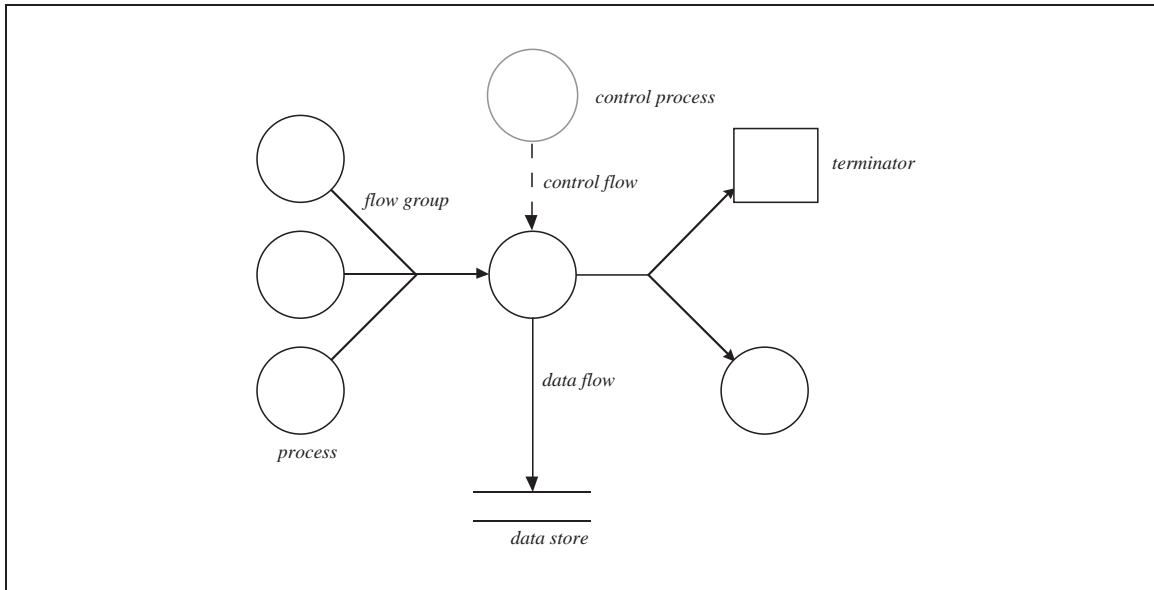 control process
terminator
control flow
flow group
data flow
process
data store